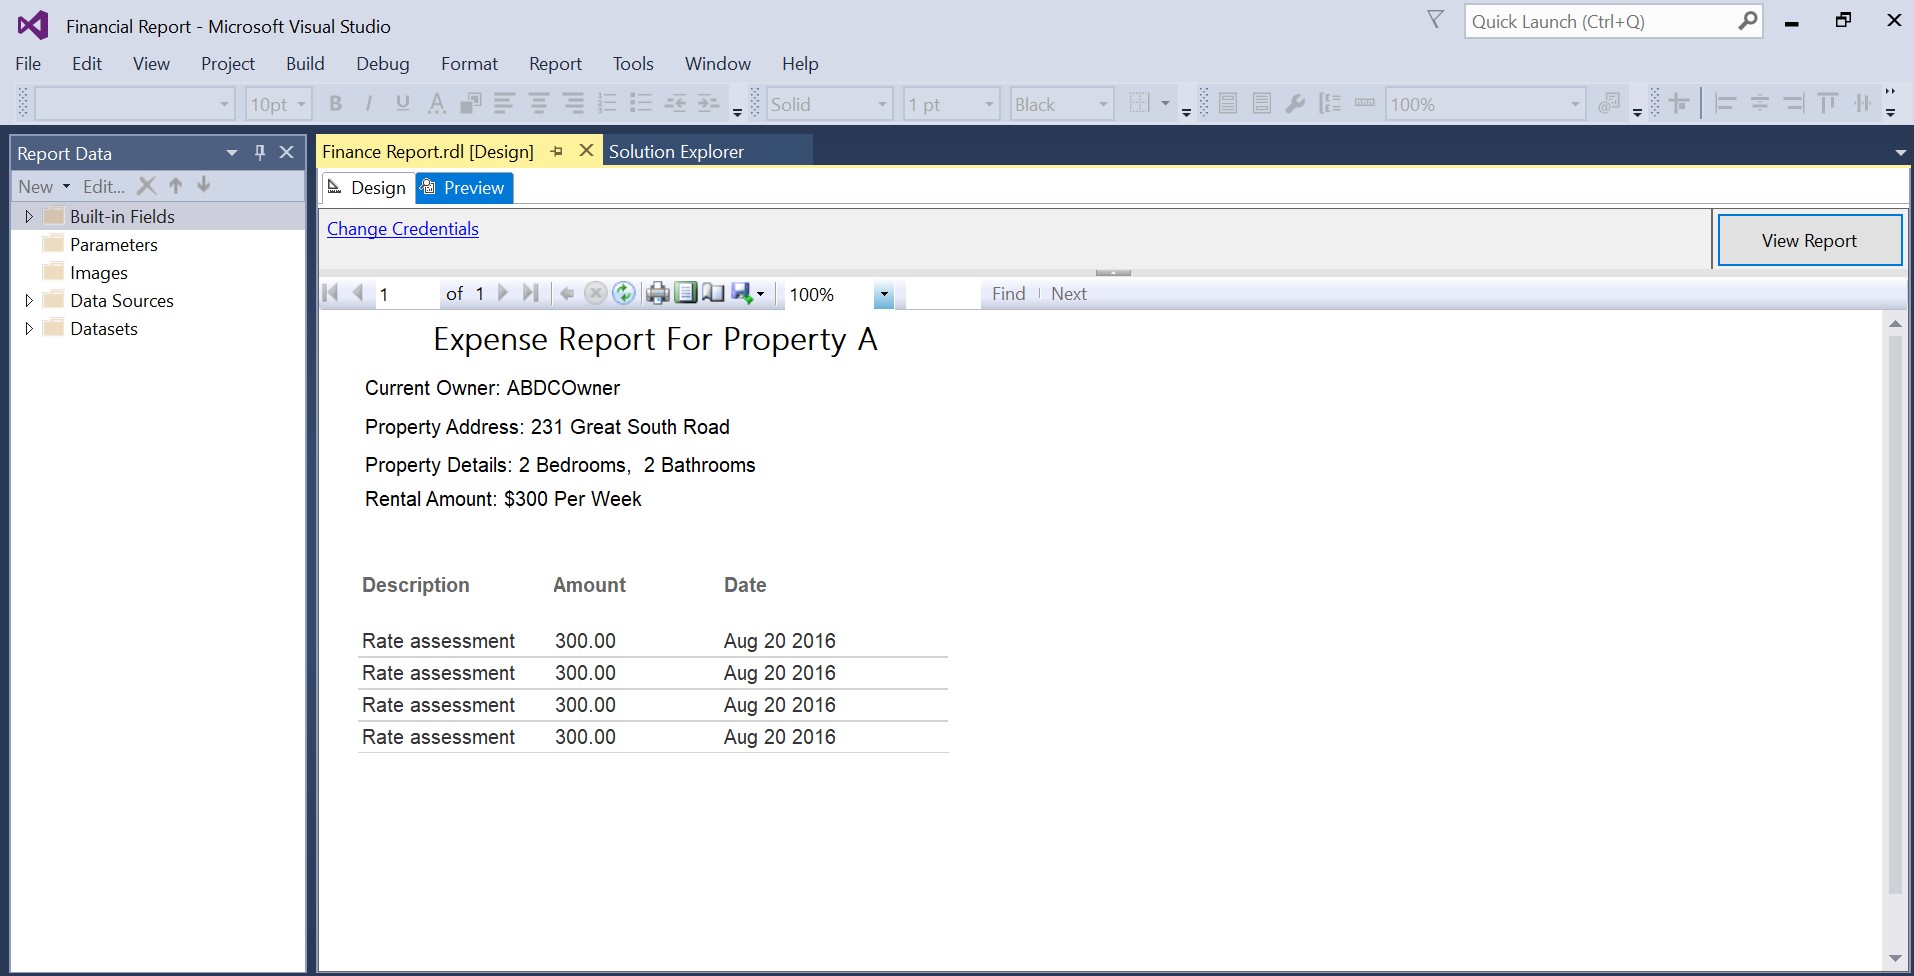 Financial Report - Microsoft Visual Studio
Quick Launch (Ctrl+Q)
File Edit View Project Build Debug Format Report Tools Window Help
10pt B I U A Solid 1 pt Black 100%
Report Data
Finance Report.rdl [Design] Solution Explorer
New Edit...
Design Preview
Built-in Fields
Parameters
Images
Data Sources
Datasets
Change Credentials
View Report
1 of 1 100% Find Next
Expense Report For Property A
Current Owner: ABDCOwner
Property Address: 231 Great South Road
Property Details: 2 Bedrooms, 2 Bathrooms
Rental Amount: $300 Per Week
Description Amount Date
Rate assessment 300.00 Aug 20 2016
Rate assessment 300.00 Aug 20 2016
Rate assessment 300.00 Aug 20 2016
Rate assessment 300.00 Aug 20 2016